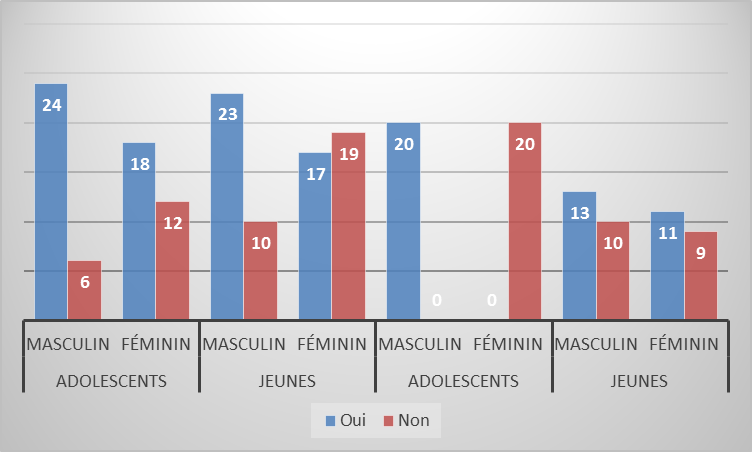 24 6 18 12 23 10 17 19 20 0 0 20 13 10 11 9
MASCULIN FÉMININ MASCULIN FÉMININ MASCULIN FÉMININ MASCULIN FÉMININ
ADOLESCENTS JEUNES ADOLESCENTS JEUNES
Oui Non